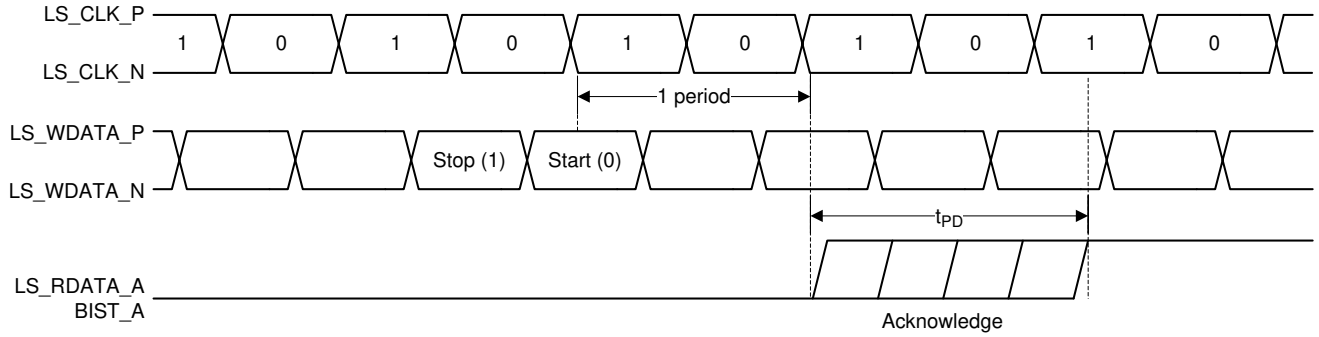 LS_CLK_P
1 0 1 0 1 0 1 0 1 0
LS_CLK_N
1 period
LS_WDATA_P
Stop (1) Start (0)
LS_WDATA_N
tPD
LS_RDATA_A
BIST_A
Acknowledge